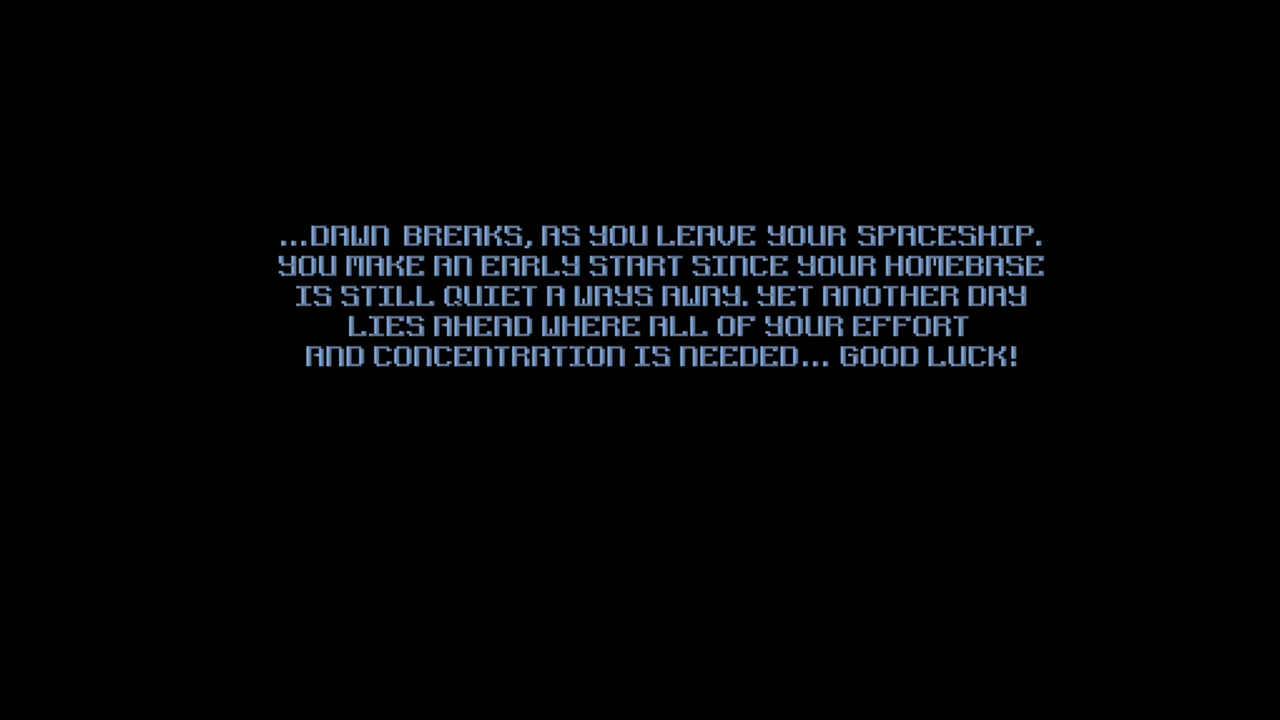 ...DAWN BREAKS, AS YOU LEAVE YOUR SPACESHIP.
YOU MAKE AN EARLY START SINCE YOUR HOMEBASE
IS STILL QUIET A WAYS AWAY. YET ANOTHER DAY
LIES AHEAD WHERE ALL OF YOUR EFFORT
AND CONCENTRATION IS NEEDED... GOOD LUCK!